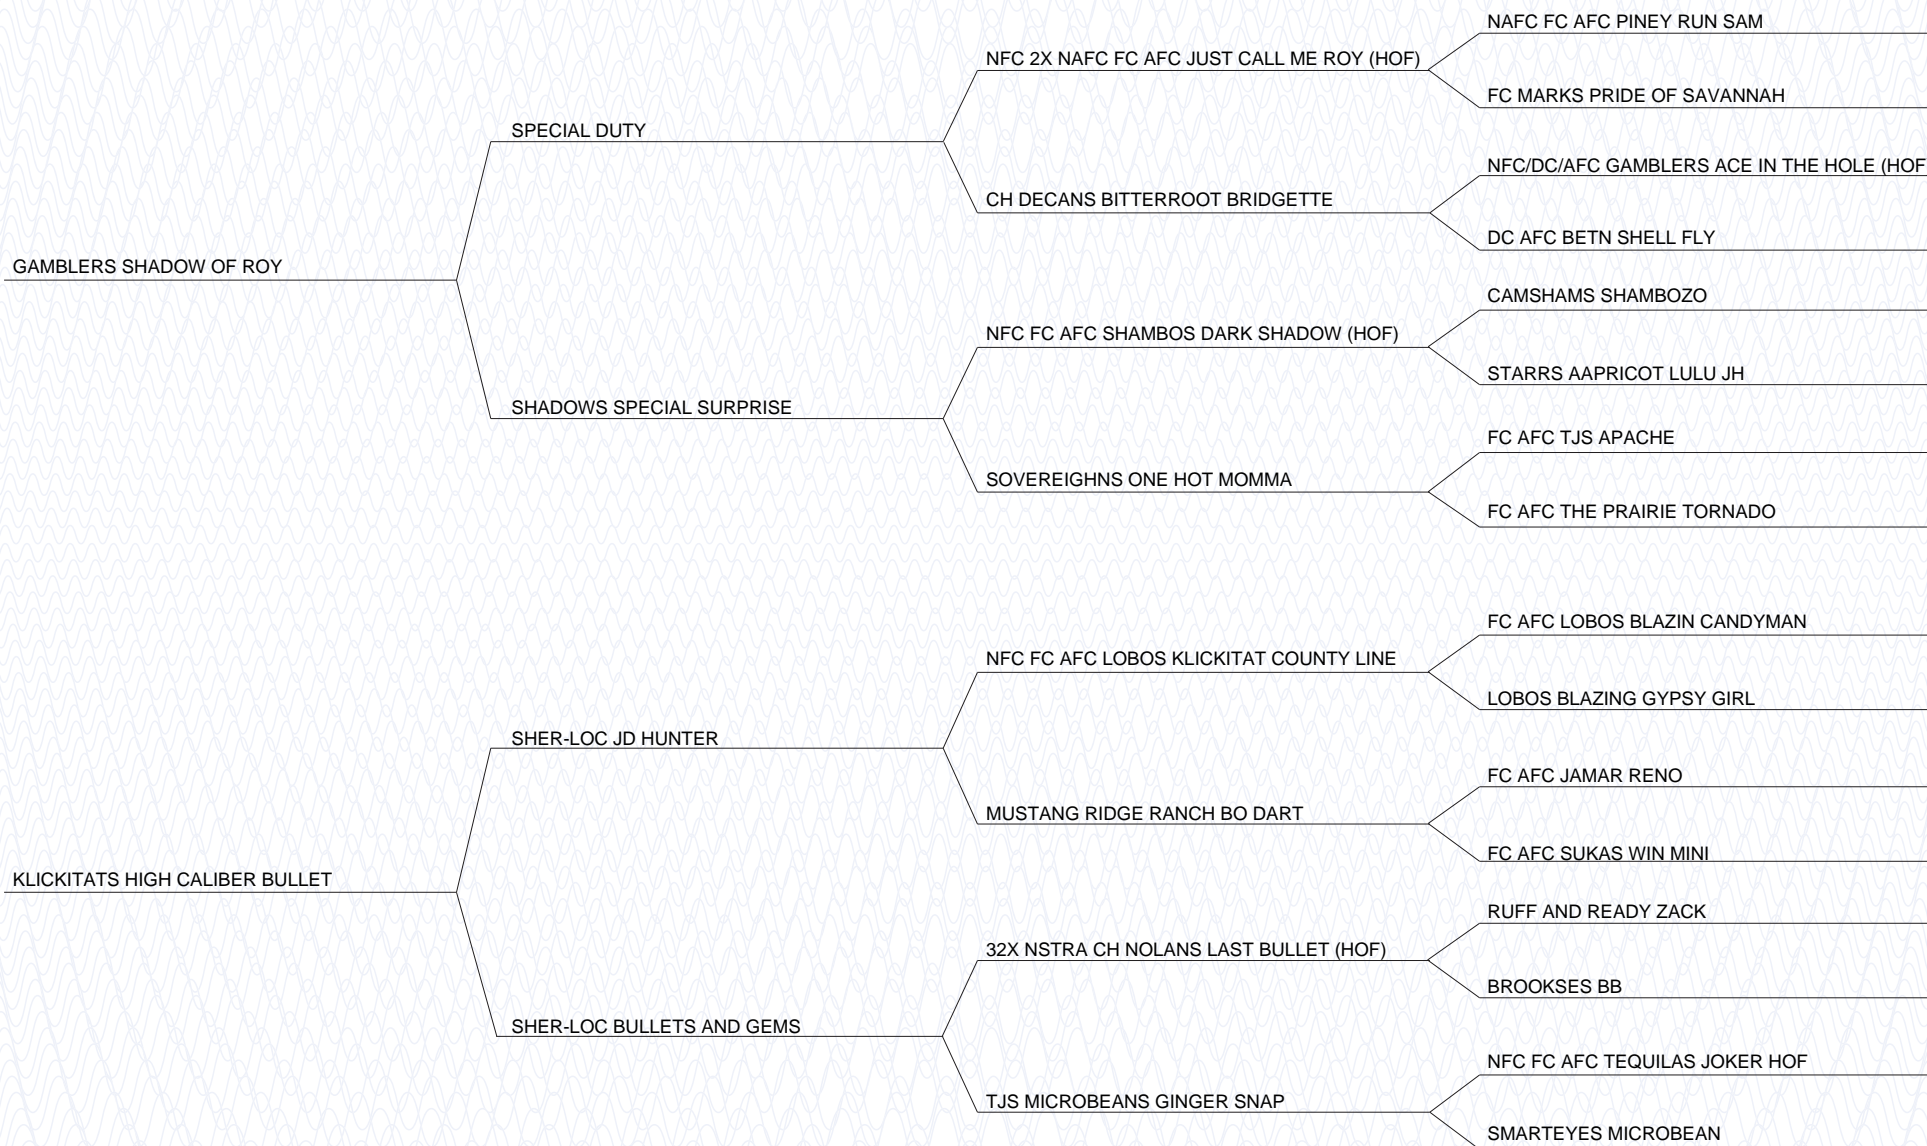 NAFC FC AFC PINEY RUN SAM
NFC 2X NAFC FC AFC JUST CALL ME ROY (HOF)
FC MARKS PRIDE OF SAVANNAH
SPECIAL DUTY
NFC/DC/AFC GAMBLERS ACE IN THE HOLE (HOF
CH DECANS BITTERROOT BRIDGETTE
DC AFC BETN SHELL FLY
GAMBLERS SHADOW OF ROY
CAMSHAMS SHAMBOZO
NFC FC AFC SHAMBOS DARK SHADOW (HOF)
STARRS AAPRICOT LULU JH
SHADOWS SPECIAL SURPRISE
FC AFC TJS APACHE
SOVEREIGHNS ONE HOT MOMMA
FC AFC THE PRAIRIE TORNADO
FC AFC LOBOS BLAZIN CANDYMAN
NFC FC AFC LOBOS KLICKITAT COUNTY LINE
LOBOS BLAZING GYPSY GIRL
SHER-LOC JD HUNTER
FC AFC JAMAR RENO
MUSTANG RIDGE RANCH BO DART
FC AFC SUKAS WIN MINI
KLICKITATS HIGH CALIBER BULLET
RUFF AND READY ZACK
32X NSTRA CH NOLANS LAST BULLET (HOF)
BROOKSES BB
SHER-LOC BULLETS AND GEMS
NFC FC AFC TEQUILAS JOKER HOF
TJS MICROBEANS GINGER SNAP
SMARTEYES MICROBEAN